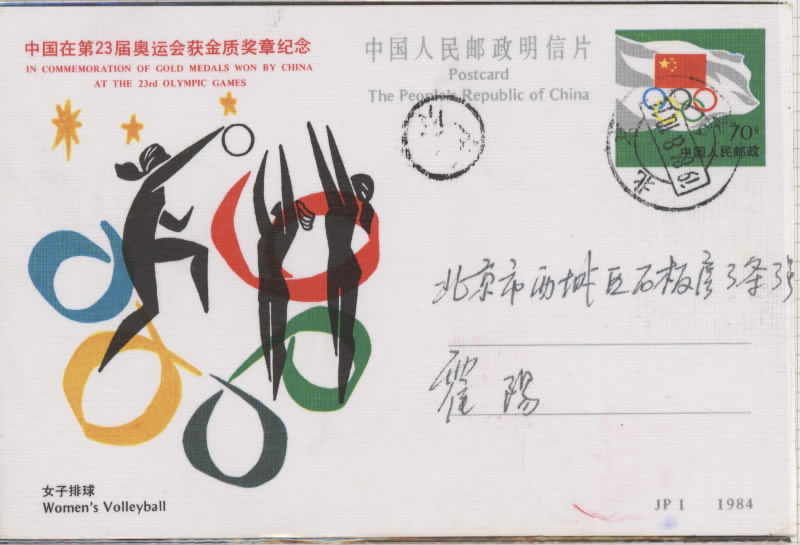 中国在第23届奥运会获金质奖章纪念
IN COMMEMORATION OF GOLD MEDALS WON BY CHINA
AT THE 23rd OLYMPIC GAMES
中国人民邮政明信片
Postcard
The People's Republic of China
70分
中国人民邮政
北京市西城区石板房3条3号
阳
女子排球
Women's Volleyball
JP 1 1984